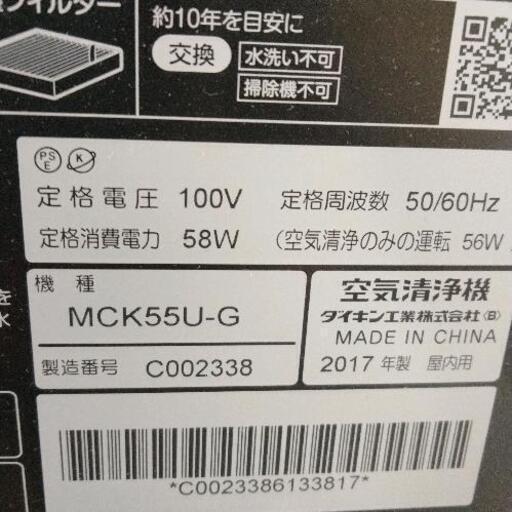 フィルター
約10年を目安に
交換
水洗い不可
掃除機不可
PS E
K
定格電圧 100V 定格周波数 50/60Hz
定格消費電力 58W (空気清浄のみの運転 56W
を
水
機種
MCK55U-G
製造番号 C002338
空気清浄機
ダイキン工業株式会社 (B)
MADE IN CHINA
2017 年製 屋内用
*C0023386133817*